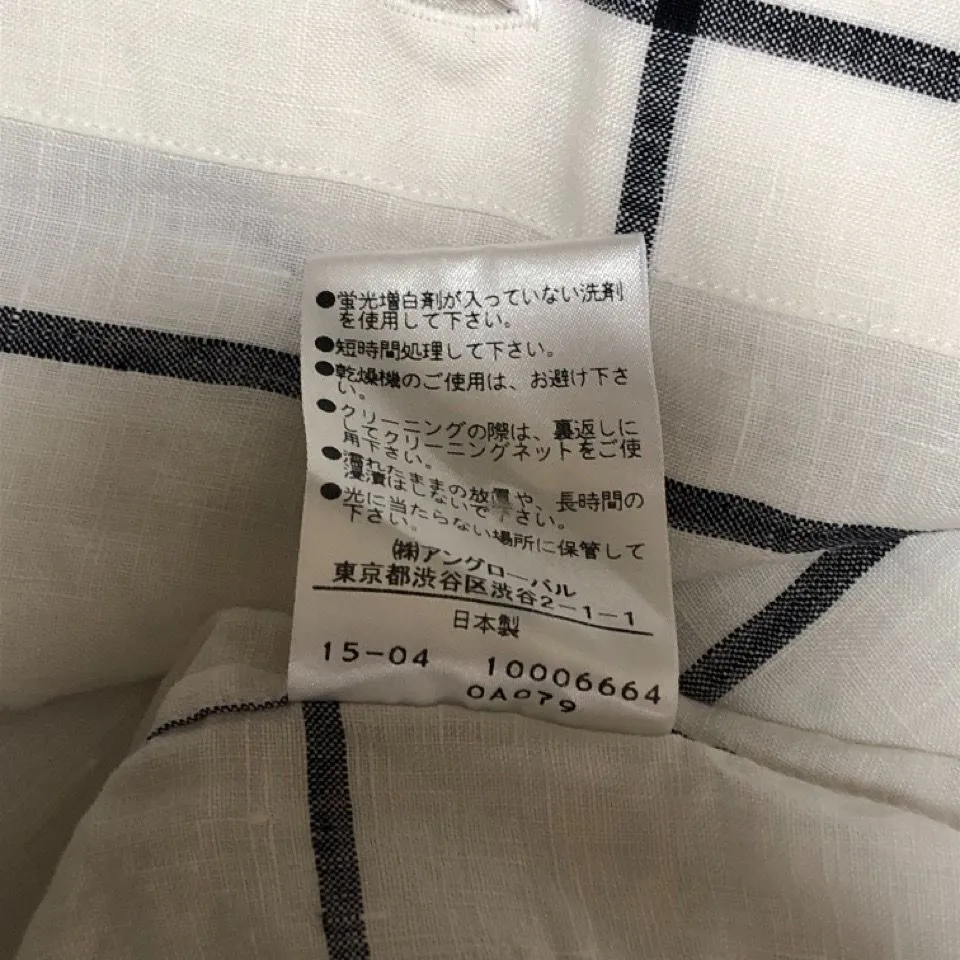 ●蛍光増白剤が入っていない洗剤
を使用して下さい。
●短時間処理して下さい。
●乾燥機のご使用は、お避け下さ
い。
●クリーニングの際は、裏返しに
してクリーニングネットをご使
用下さい。
●濡れたままの放置や、長時間の
浸漬はしないで下さい。
●光に当たらない場所に保管して
下さい。
㈱アングローバル
東京都渋谷区渋谷2-1-1
日本製
15-04 10006664
0A079